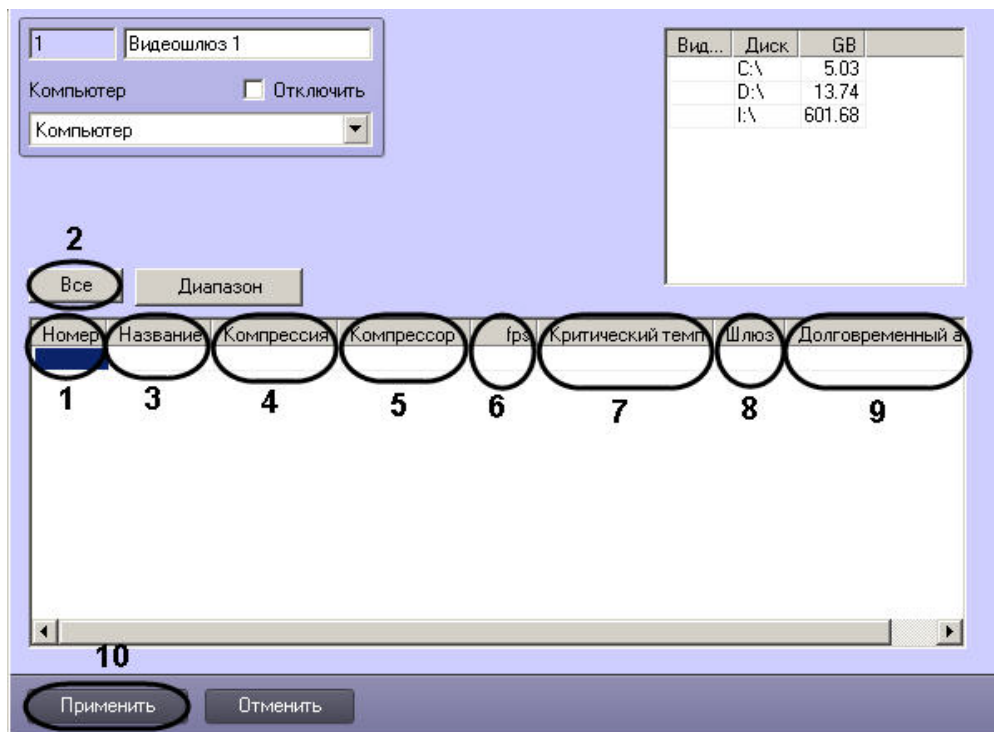 1 Видеошлюз 1
Компьютер Отключить
Компьютер
Вид... Диск GB
C:\ 5.03
D:\ 13.74
I:\ 601.68
2
Все Диапазон
Номер Название Компрессия Компрессор fps Критический темп Шлюз Долговременный а
1 3 4 5 6 7 8 9
10
Применить Отменить